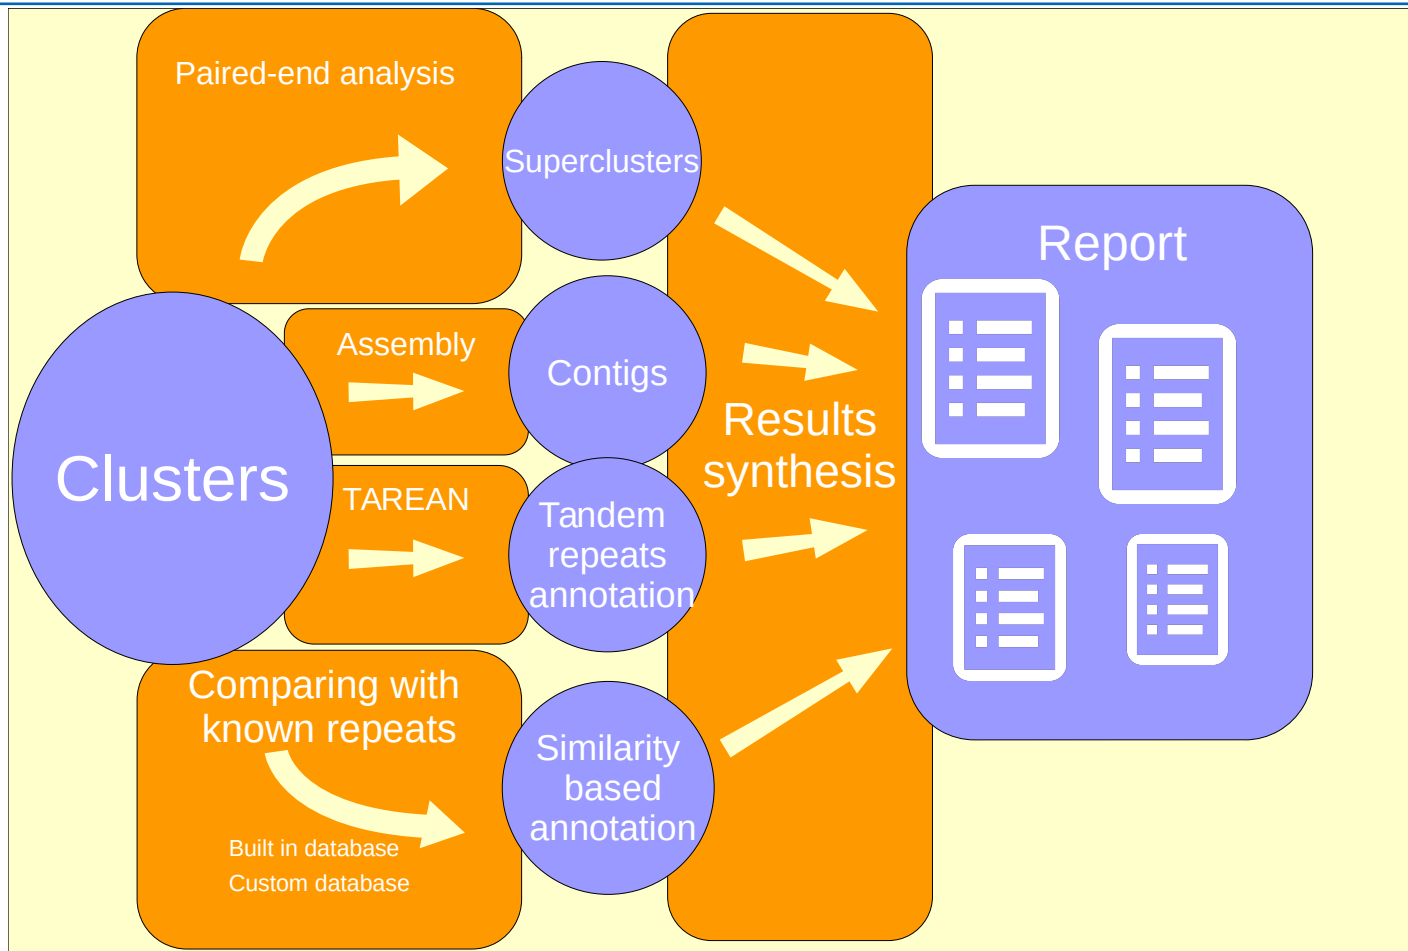 Paired-end analysis
Superclusters
Report
Assembly
Contigs
Results
synthesis
Clusters
TAREAN
Tandem
repeats
annotation
Comparing with
known repeats
Similarity
based
annotation
Built in database
Custom database